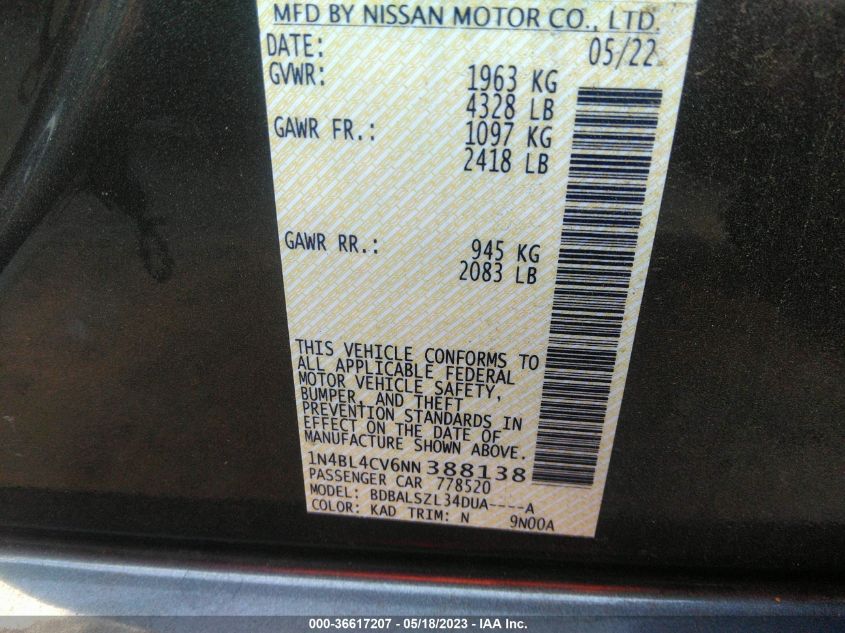 MFD BY NISSAN MOTOR CO., LTD.
DATE: 05/22
GVWR: 1963 KG
4328 LB
GAWR FR.: 1097 KG
2418 LB
GAWR RR.: 945 KG
2083 LB
THIS VEHICLE CONFORMS TO
ALL APPLICABLE FEDERAL
MOTOR VEHICLE SAFETY,
BUMPER, AND THEFT
PREVENTION STANDARDS IN
EFFECT ON THE DATE OF
MANUFACTURE SHOWN ABOVE.
1N4BL4CV6NN388138
PASSENGER CAR 778520
MODEL: BDBALSZL34DUA----A
COLOR: KAD TRIM: N 9N00A
000-36617207 - 05/18/2023 - IAA Inc.